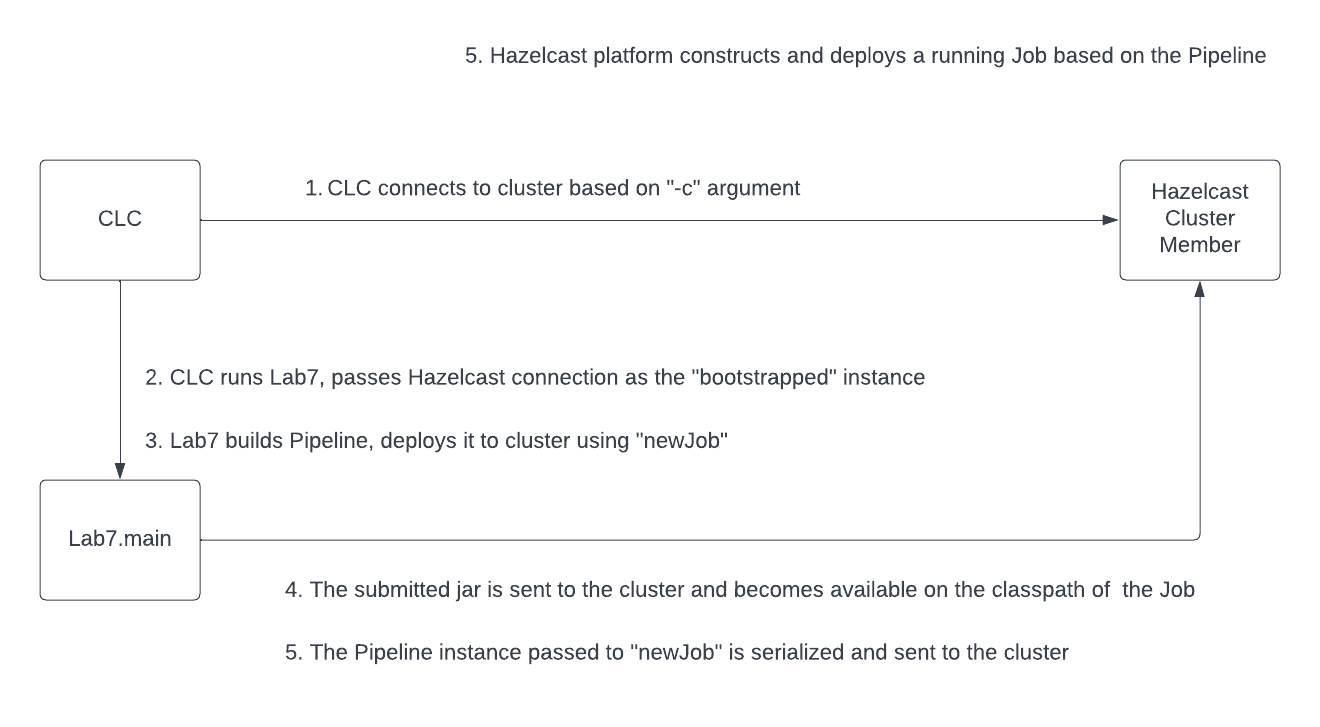 5. Hazelcast platform constructs and deploys a running Job based on the Pipeline
1. CLC connects to cluster based on "-c" argument
CLC
Hazelcast
Cluster
Member
2. CLC runs Lab7, passes Hazelcast connection as the "bootstrapped" instance
3. Lab7 builds Pipeline, deploys it to cluster using "newJob"
Lab7.main
4. The submitted jar is sent to the cluster and becomes available on the classpath of  the Job
5. The Pipeline instance passed to "newJob" is serialized and sent to the cluster